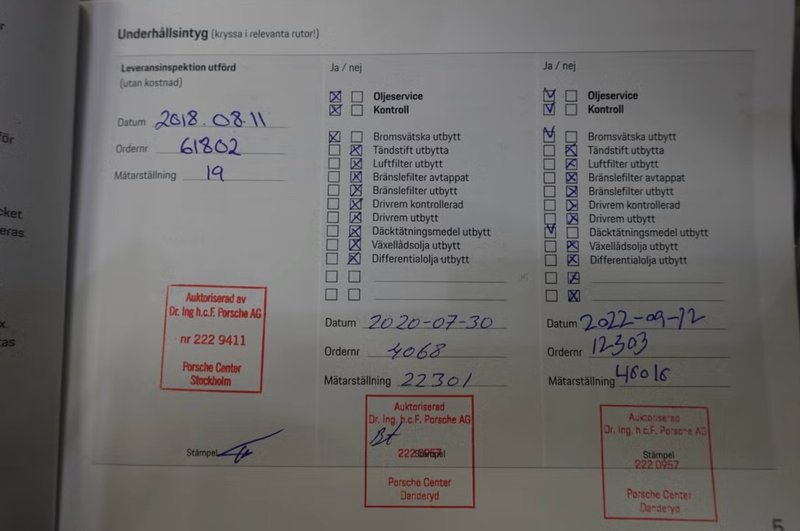 Underhållsintyg (kryssa i relevanta rutor!)
Leveransinspektion utförd
(utan kostnad)
Datum 2018.08.11
Ordernr 61802
Mätarställning 19
Auktoriserad av
Dr. Ing h.c.F. Porsche AG
nr 222 9411
Porsche Center
Stockholm
Stämpel
Ja / nej
Oljeservice
Kontroll
Bromsvätska utbytt
Tändstift utbytta
Luftfilter utbytt
Bränslefilter avtappat
Bränslefilter utbytt
Drivrem kontrollerad
Drivrem utbytt
Däcktätningsmedel utbytt
Växellådsolja utbytt
Differentialolja utbytt
Datum 2020-07-30
Ordernr 4068
Mätarställning 22301
Auktoriserad
Dr. Ing. h.c.F. Porsche AG
222 0957
Stämpel
Porsche Center
Danderyd
Ja / nej
Oljeservice
Kontroll
Bromsvätska utbytt
Tändstift utbytta
Luftfilter utbytt
Bränslefilter avtappat
Bränslefilter utbytt
Drivrem kontrollerad
Drivrem utbytt
Däcktätningsmedel utbytt
Växellådsolja utbytt
Differentialolja utbytt
Datum 2022-09-12
Ordernr 12303
Mätarställning 46016
Auktoriserad
Dr. Ing. h.c.F. Porsche AG
Stämpel
222 0957
Porsche Center
Danderyd
5